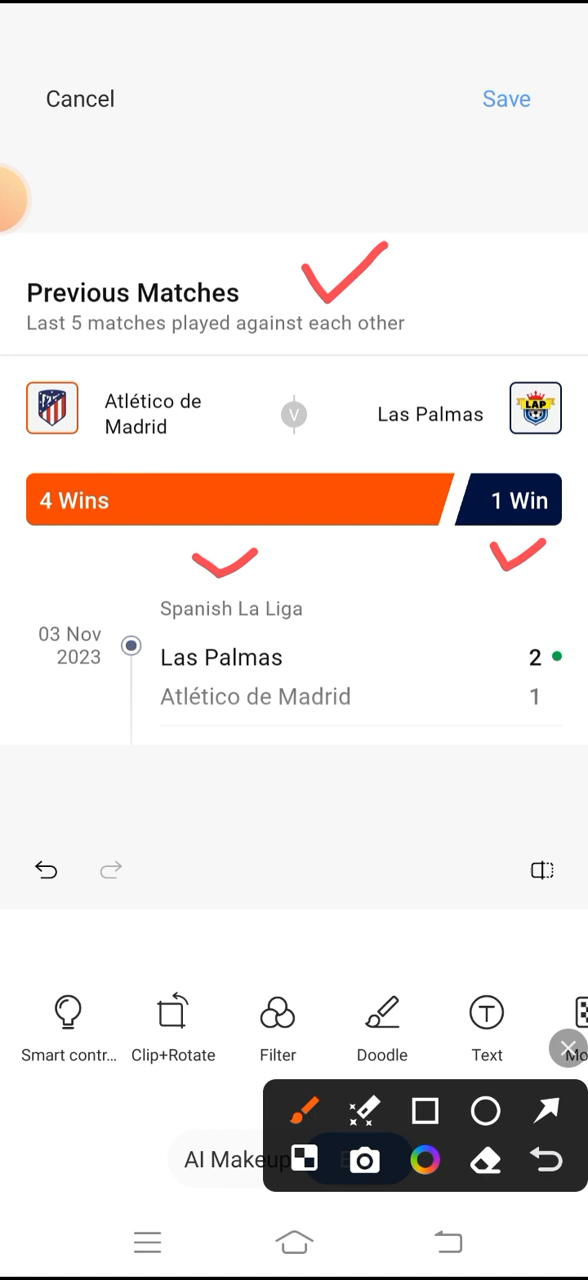 Cancel
Save
Previous Matches
Last 5 matches played against each other
Atlético de
Madrid
V
Las Palmas
LAP
4 Wins
1 Win
Spanish La Liga
03 Nov
2023
Las Palmas
2
Atlético de Madrid
1
Smart contr...
Clip+Rotate
Filter
Doodle
T
Text
AI Makeup